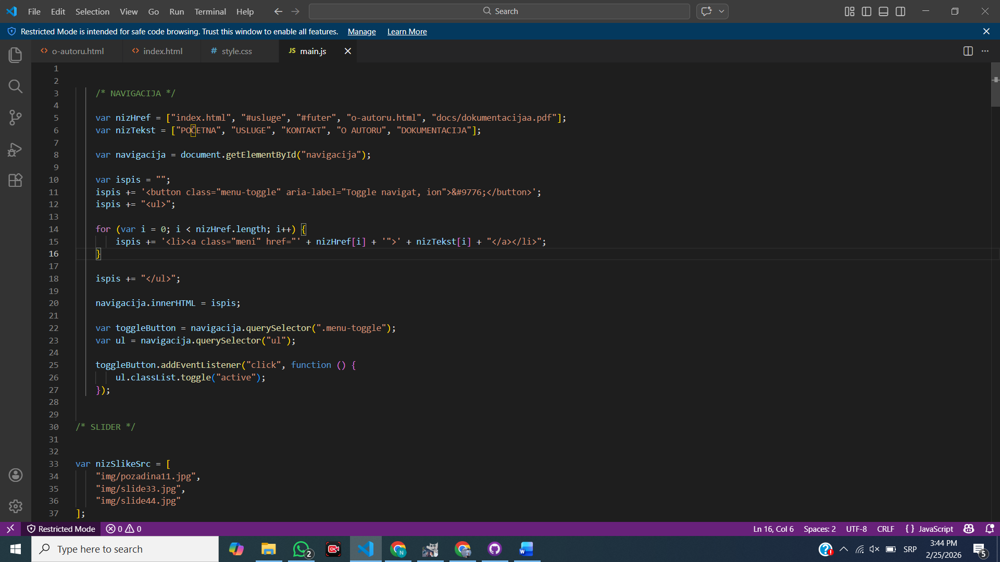 File Edit Selection View Go Run Terminal Help Search
Restricted Mode is intended for safe code browsing. Trust this window to enable all features. Manage Learn More
<> o-autoru.html <> index.html # style.css JS main.js
1
2
3 /* NAVIGACIJA */
4
5 var nizHref = ["index.html", "#usluge", "#futer", "o-autoru.html", "docs/dokumentacijaa.pdf"];
6 var nizTekst = ["POČETNA", "USLUGE", "KONTAKT", "O AUTORU", "DOKUMENTACIJA"];
7
8 var navigacija = document.getElementById("navigacija");
9
10 var ispis = "";
11 ispis += '<button class="menu-toggle" aria-label="Toggle navigat, ion">&#9776;</button>';
12 ispis += "<ul>";
13
14 for (var i = 0; i < nizHref.length; i++) {
15 ispis += '<li><a class="meni" href="' + nizHref[i] + '">' + nizTekst[i] + "</a></li>";
16 }
17
18 ispis += "</ul>";
19
20 navigacija.innerHTML = ispis;
21
22 var toggleButton = navigacija.querySelector(".menu-toggle");
23 var ul = navigacija.querySelector("ul");
24
25 toggleButton.addEventListener("click", function () {
26 ul.classList.toggle("active");
27 });
28
29
30 /* SLIDER */
31
32
33 var nizSlikeSrc = [
34 "img/pozadina11.jpg",
35 "img/slide33.jpg",
36 "img/slide44.jpg"
37 ];
Restricted Mode 0 0 Ln 16, Col 6 Spaces: 2 UTF-8 CRLF {} JavaScript
Type here to search 2 N W SRP 3:44 PM 5
2/25/2026